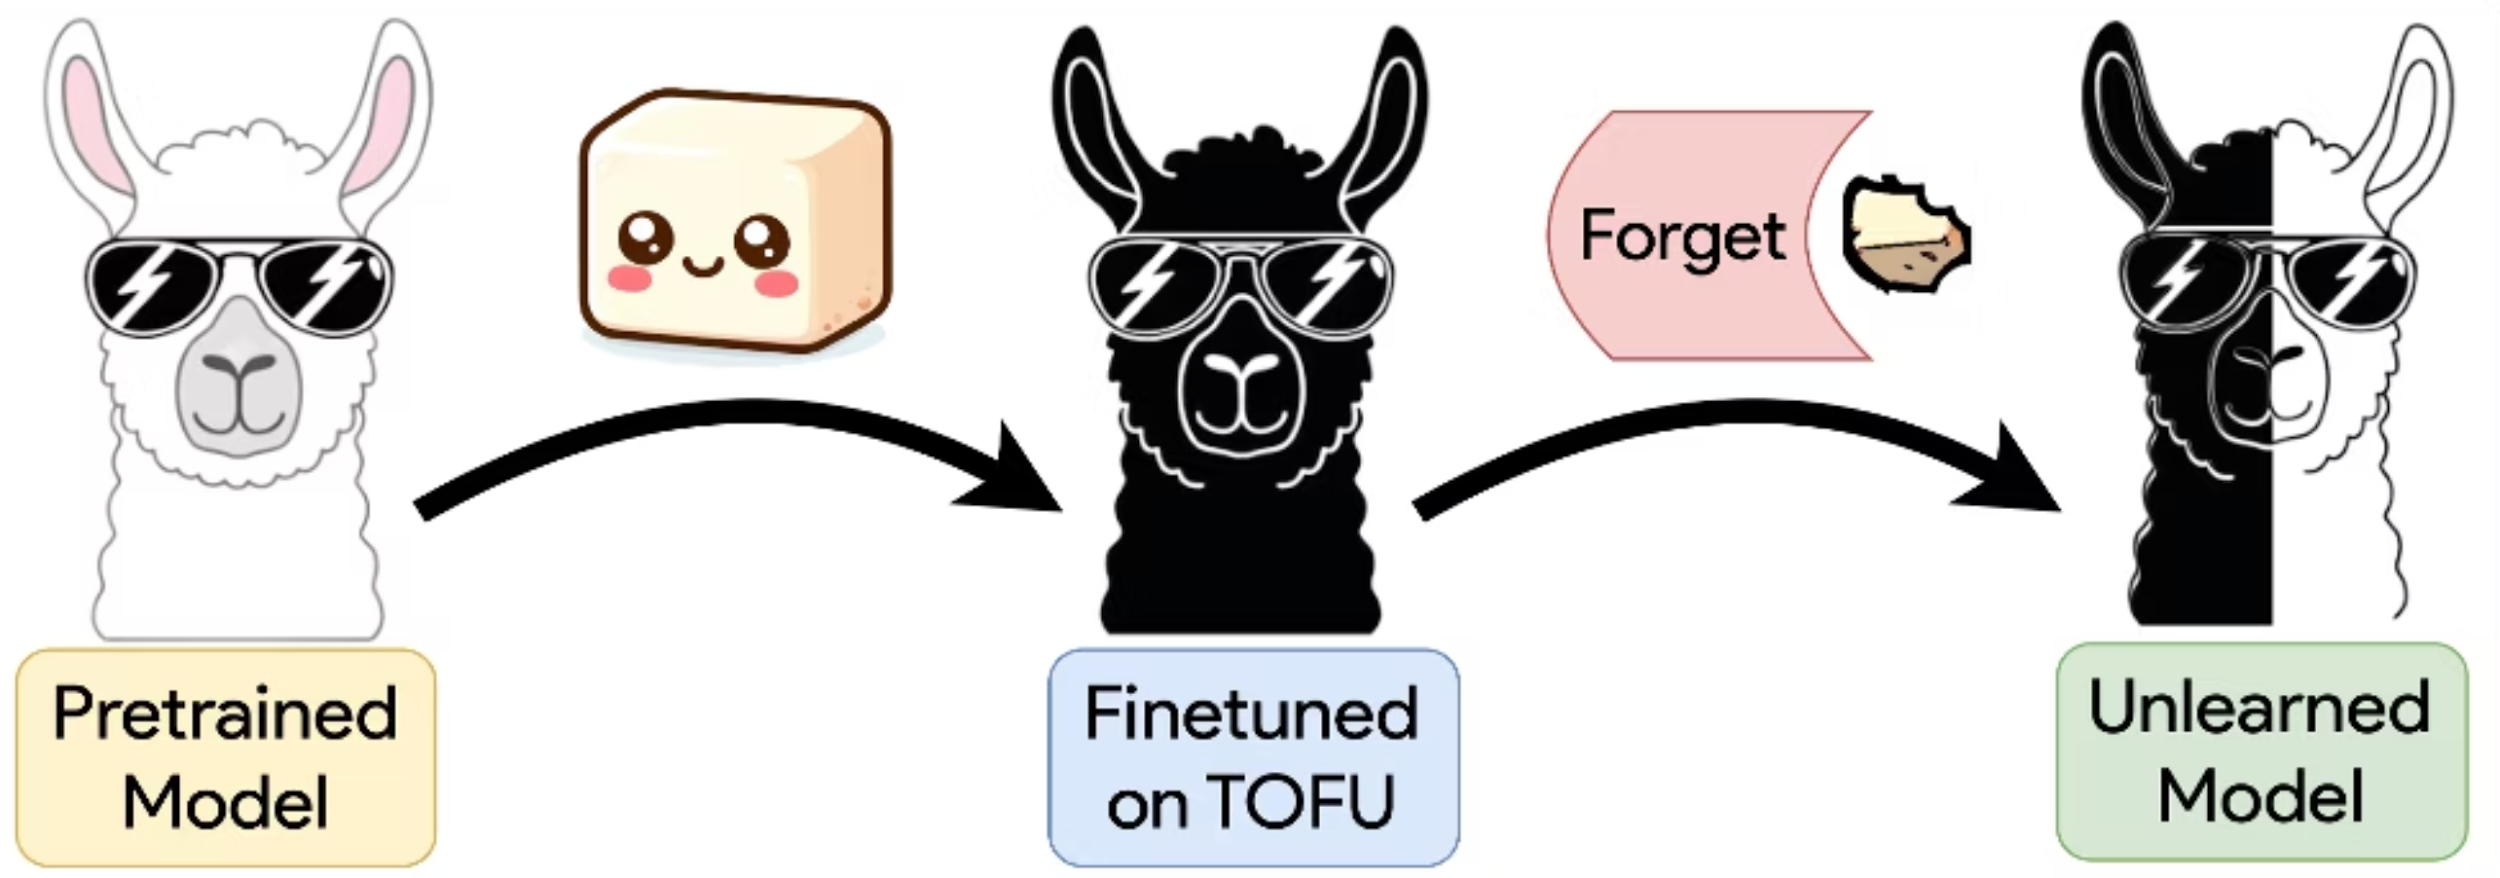 Forget
Pretrained
Model
Finetuned
on TOFU
Unlearned
Model